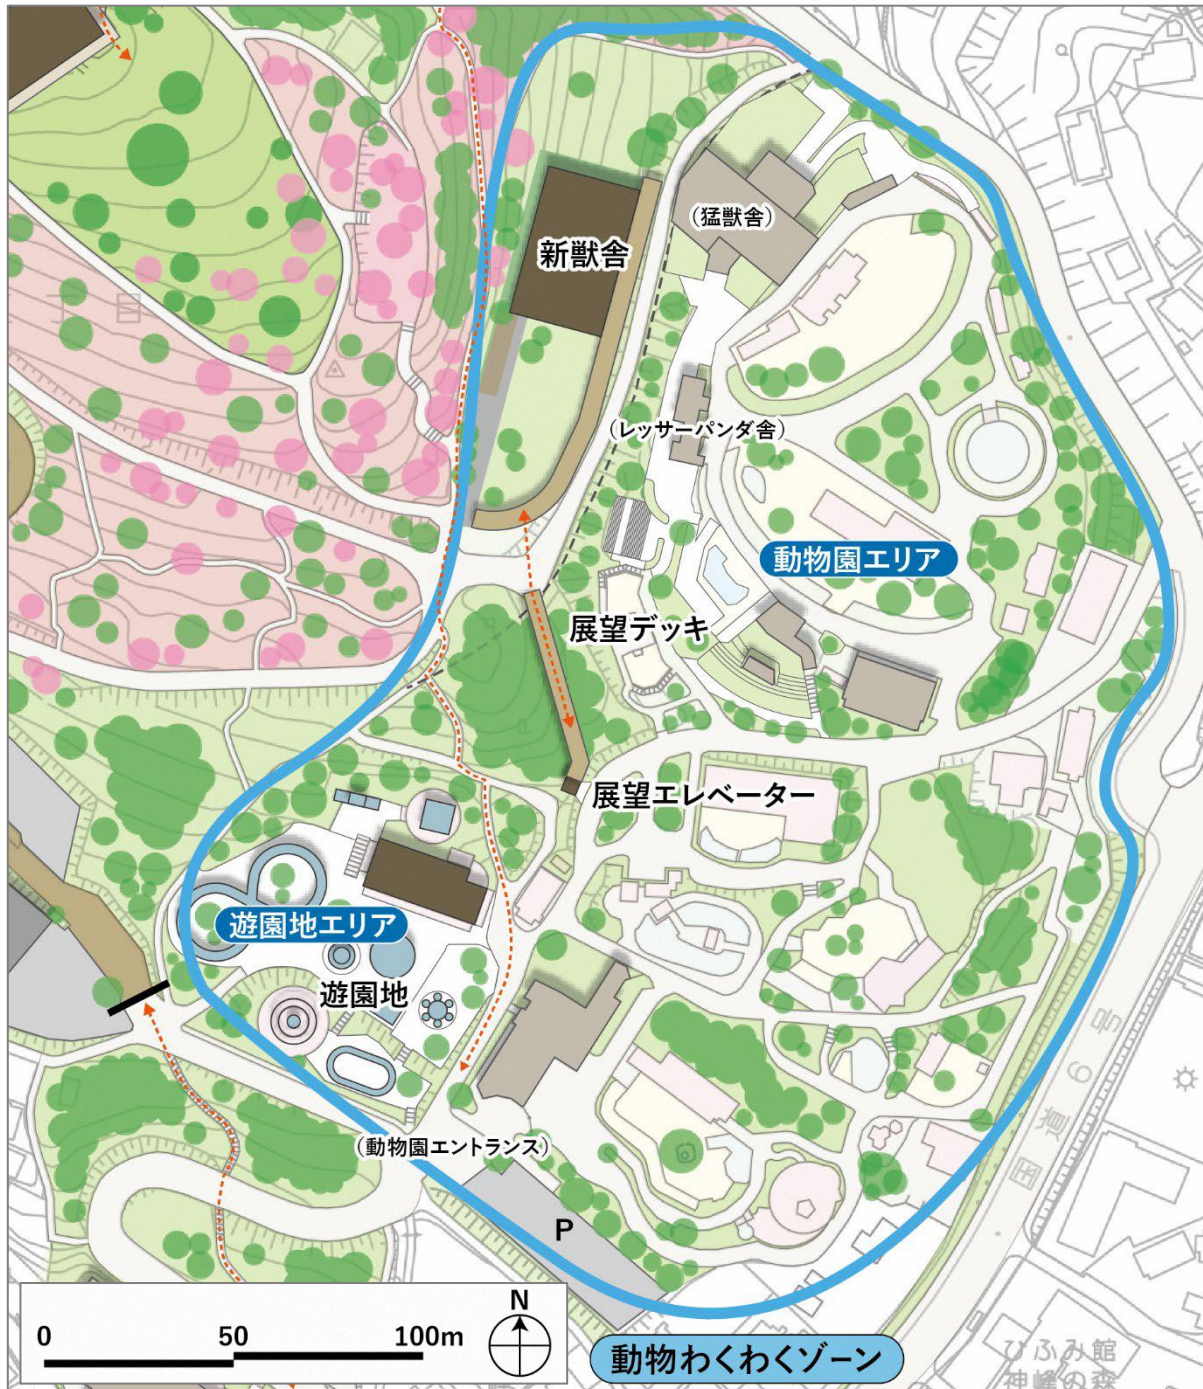 新獣舎
(猛獣舎)
(レッサーパンダ舎)
動物園エリア
展望デッキ
展望エレベーター
遊園地エリア
遊園地
国道6号
(動物園エントランス)
P
0 50 100m
N
動物わくわくゾーン
ひふみ館
神峰の森